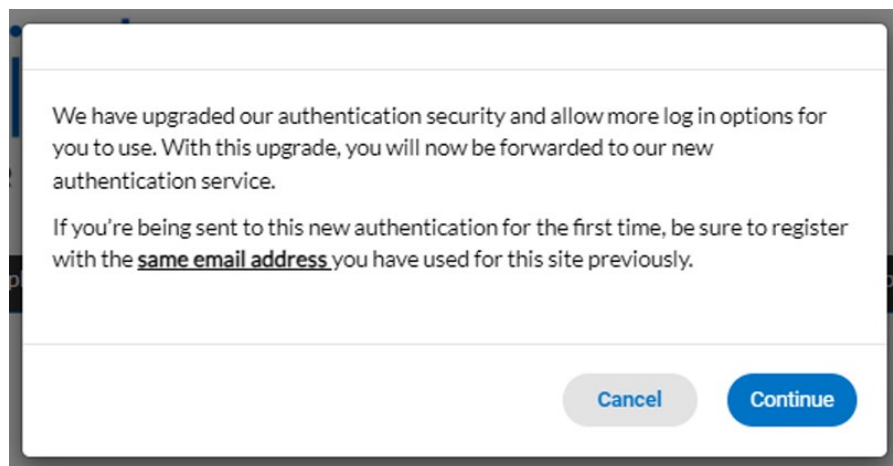 We have upgraded our authentication security and allow more log in options for
you to use. With this upgrade, you will now be forwarded to our new
authentication service.
If you're being sent to this new authentication for the first time, be sure to register
with the same email address you have used for this site previously.
Cancel
Continue